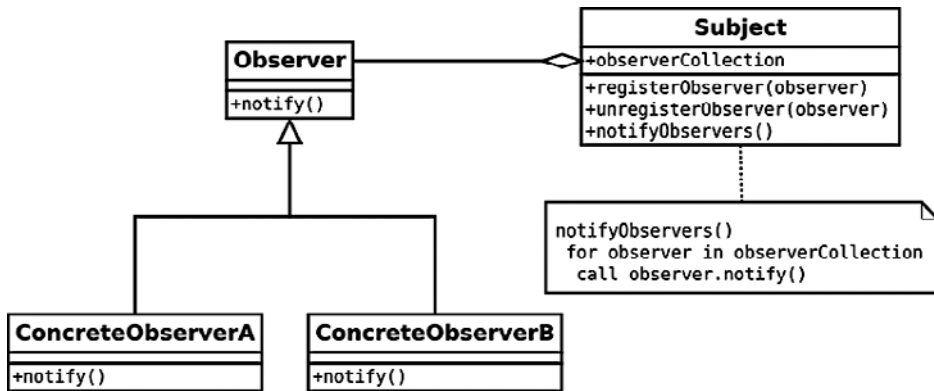 Observer
+notify()
Subject
+observerCollection
+registerObserver(observer)
+unregisterObserver(observer)
+notifyObservers()
notifyObservers()
for observer in observerCollection
call observer.notify()
ConcreteObserverA
+notify()
ConcreteObserverB
+notify()